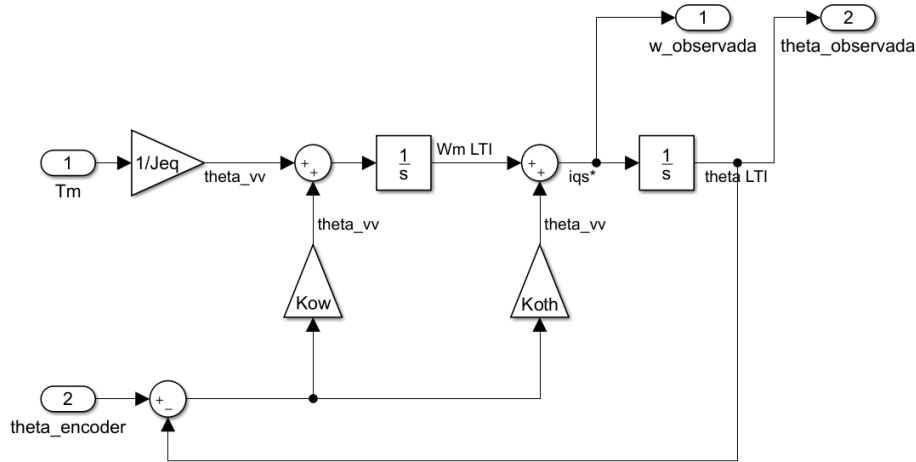 1
w_observada
2
theta_observada
1
Tm
1/Jeq
theta_vv
+
+
1
s
Wm LTI
+
+
iqs*
1
s
theta LTI
theta_vv
theta_vv
Kow
Koth
2
theta_encoder
+
−